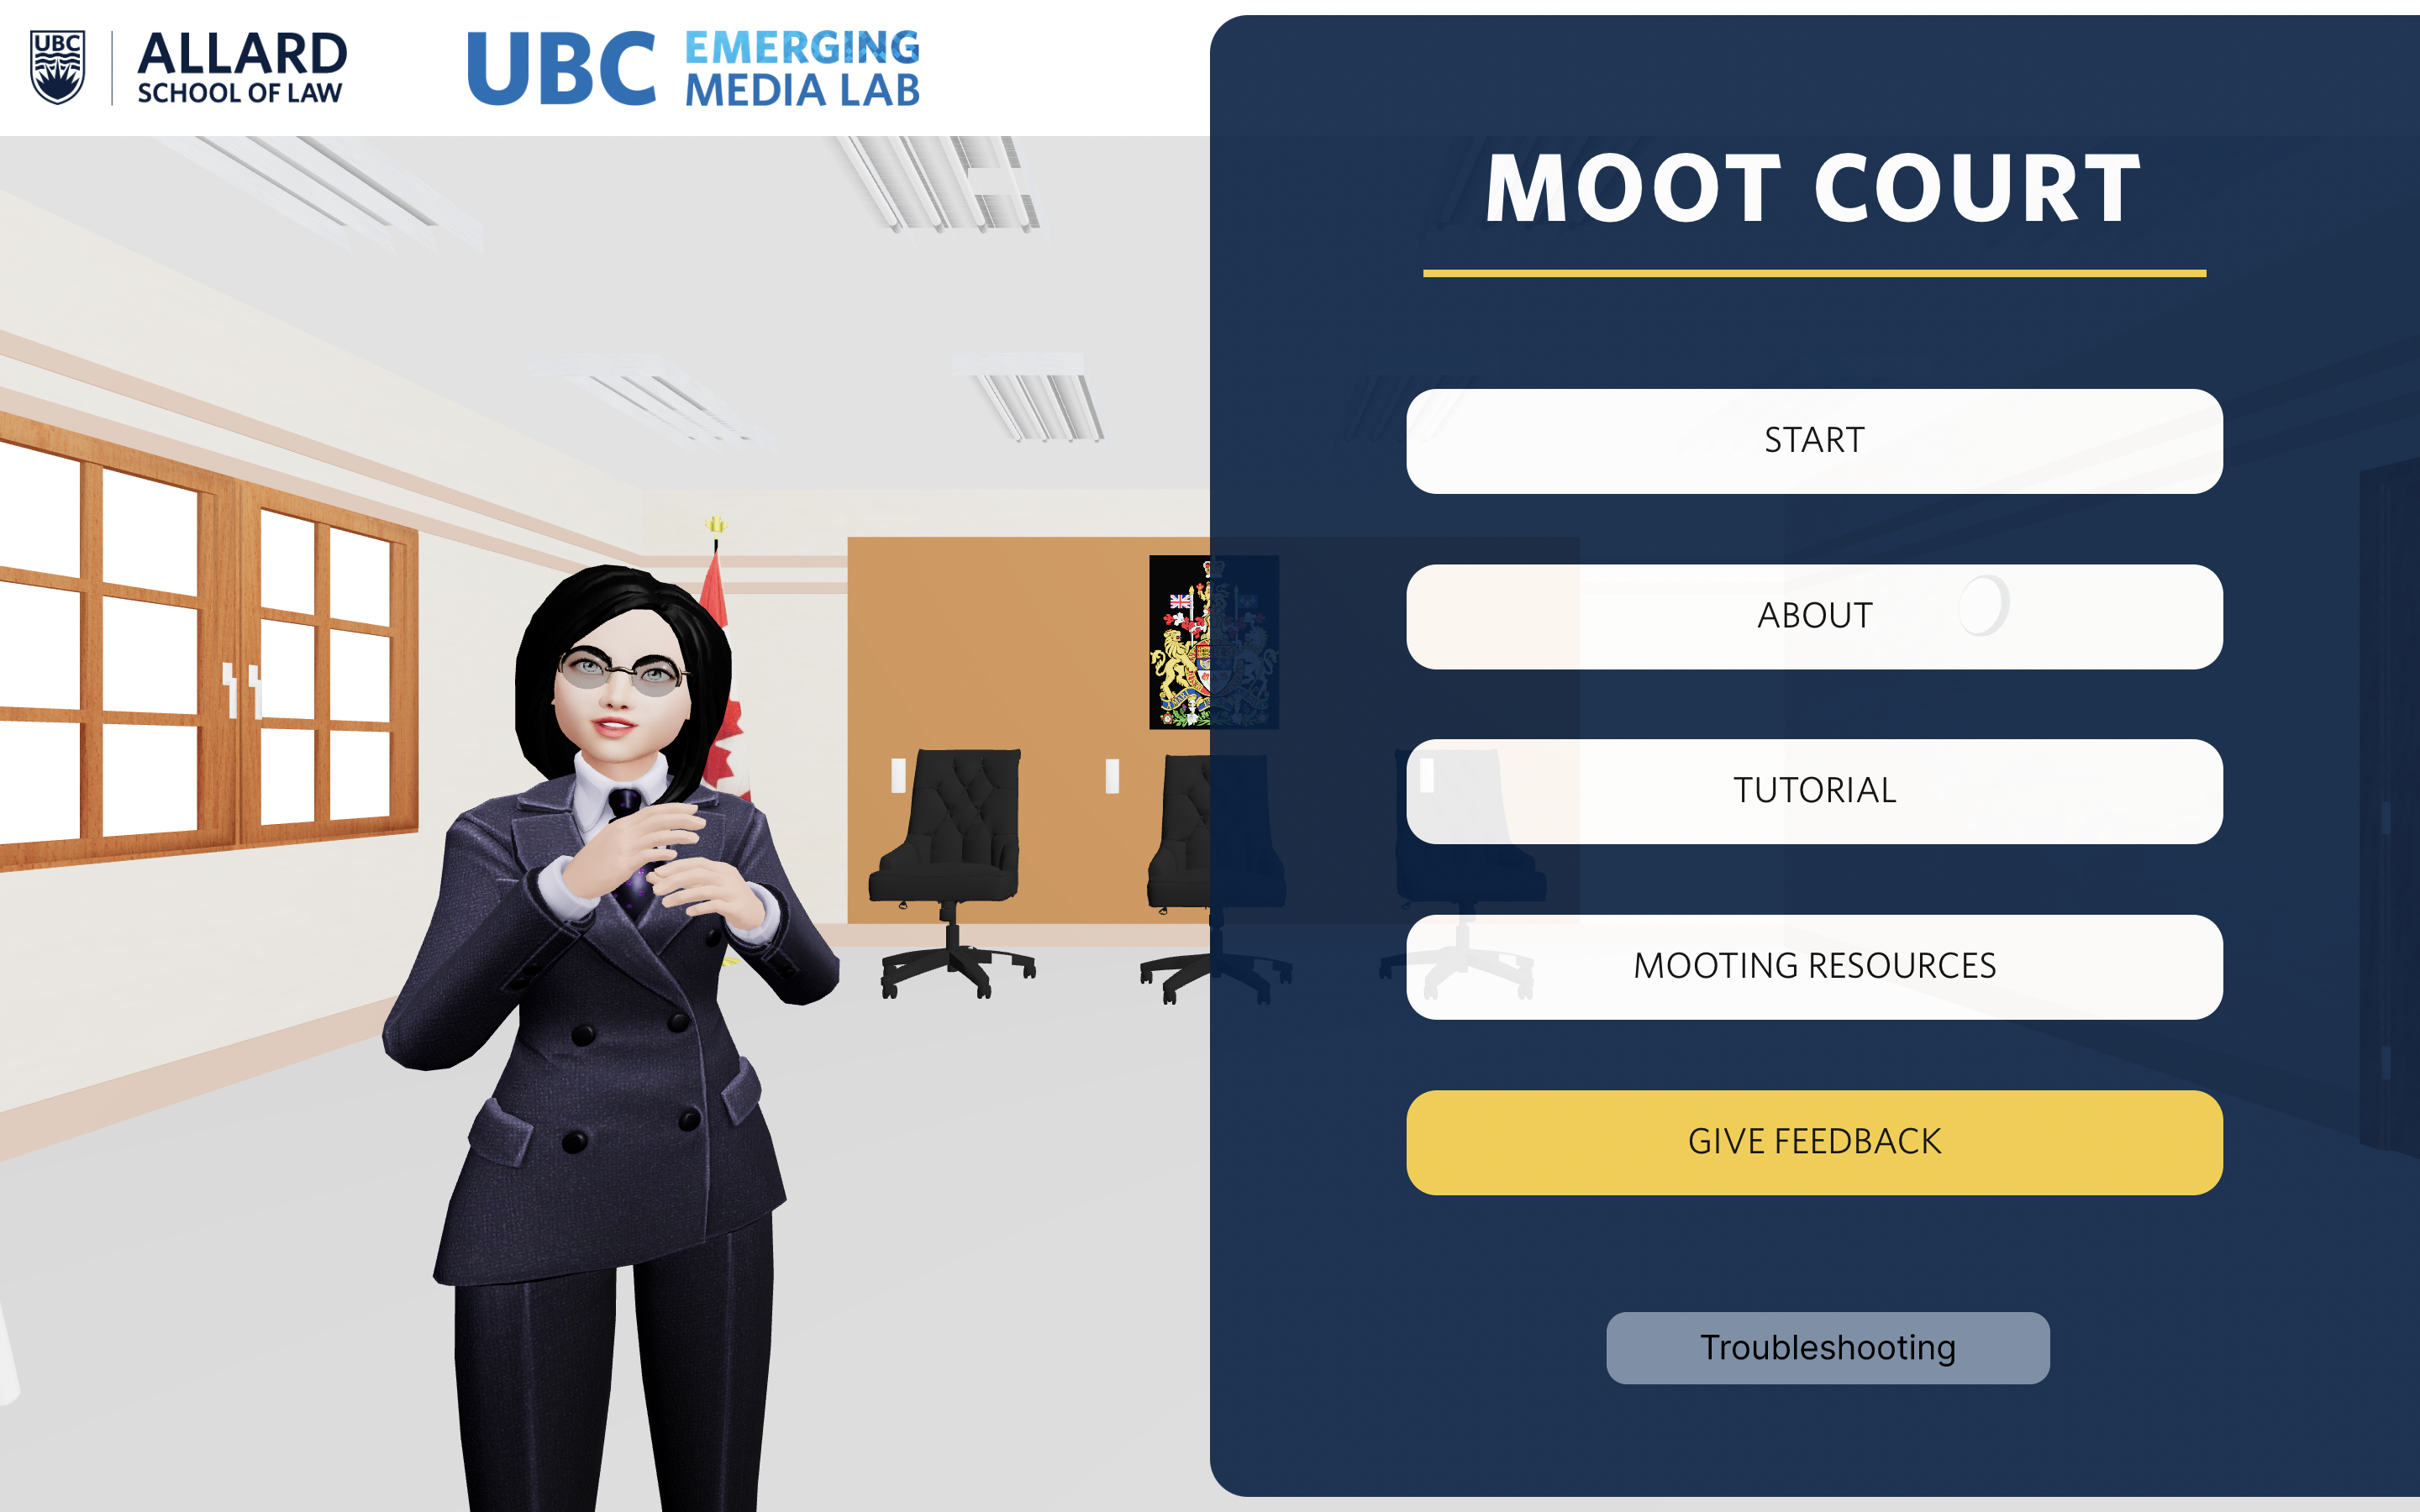 UBC
ALLARD
SCHOOL OF LAW
UBC
EMERGING
MEDIA LAB
MOOT COURT
START
ABOUT
TUTORIAL
MOOTING RESOURCES
GIVE FEEDBACK
Troubleshooting